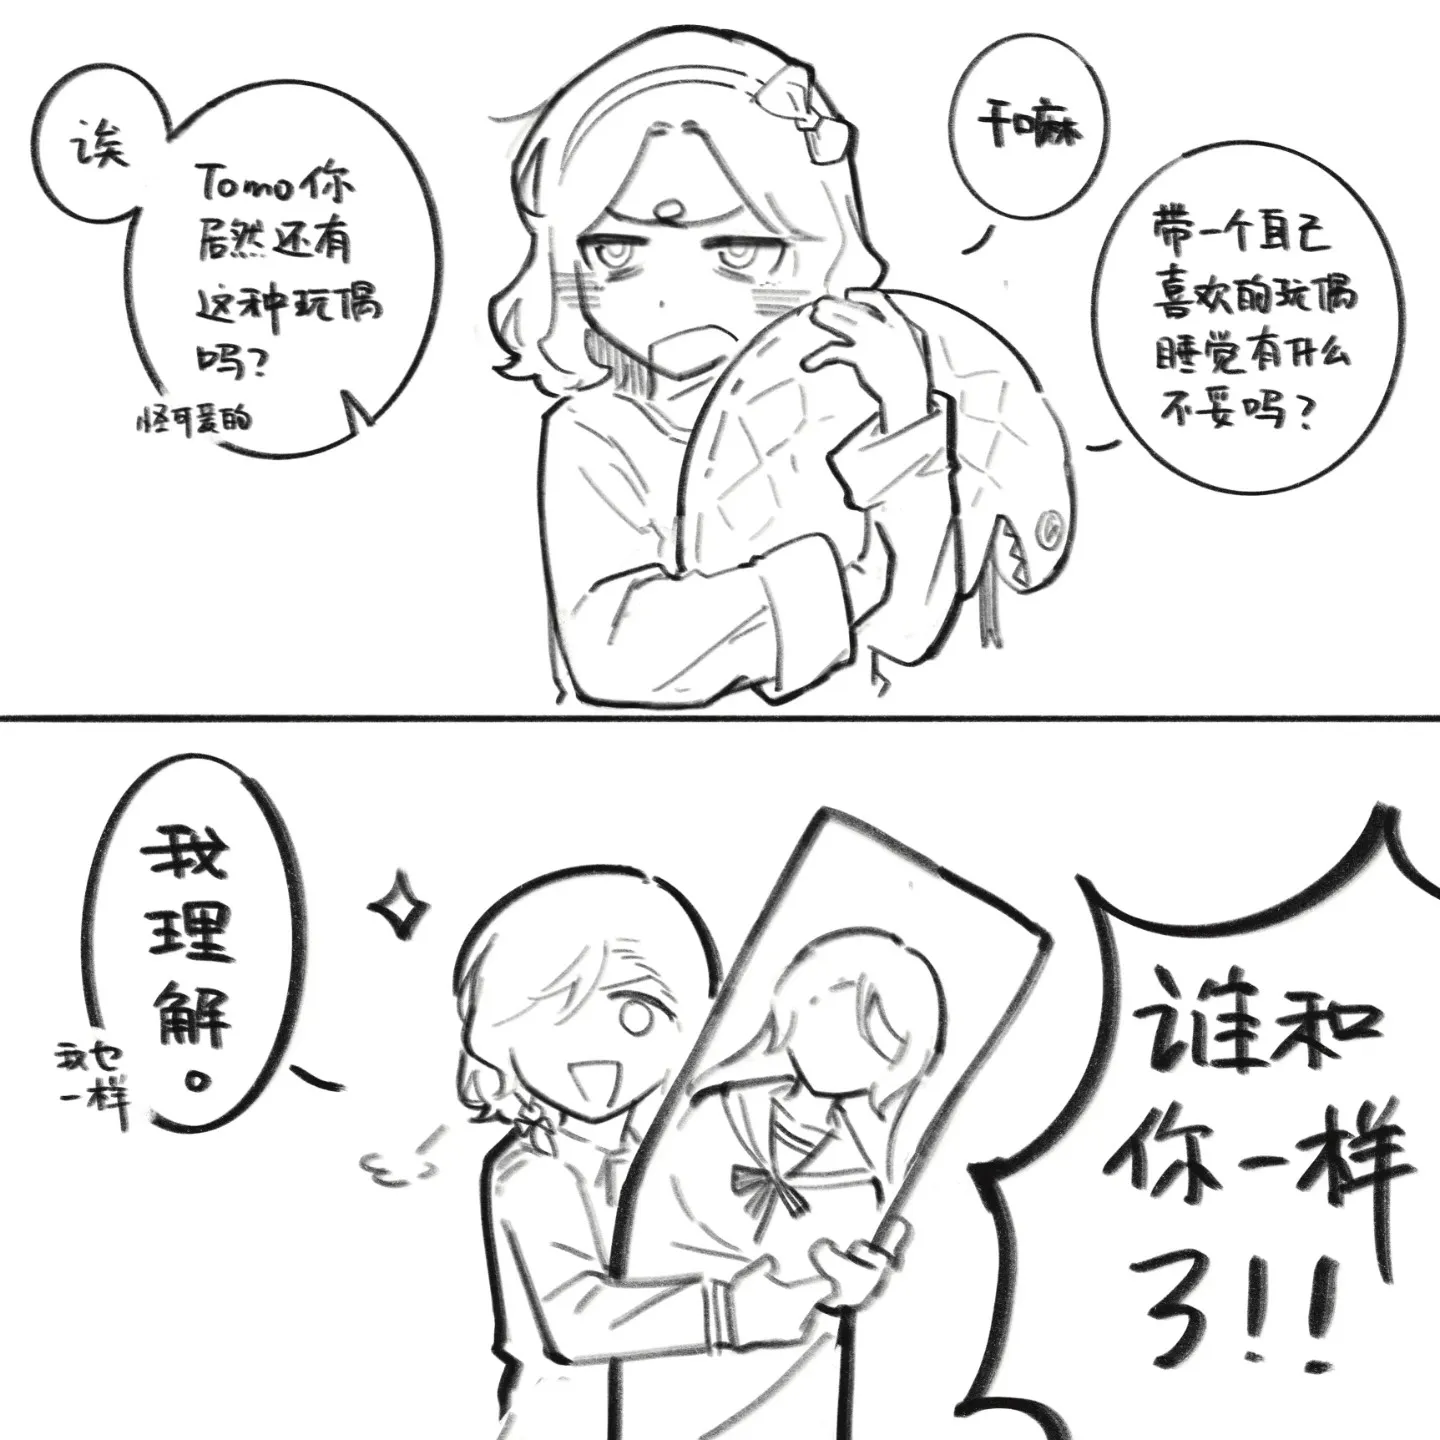 诶
Tomo你
居然还有
这种玩偶
吗？
怪可爱的
干嘛
带一个自己
喜欢的玩偶
睡觉有什么
不妥吗？
我
理
解。
我也
一样
谁和
你一样
了！！